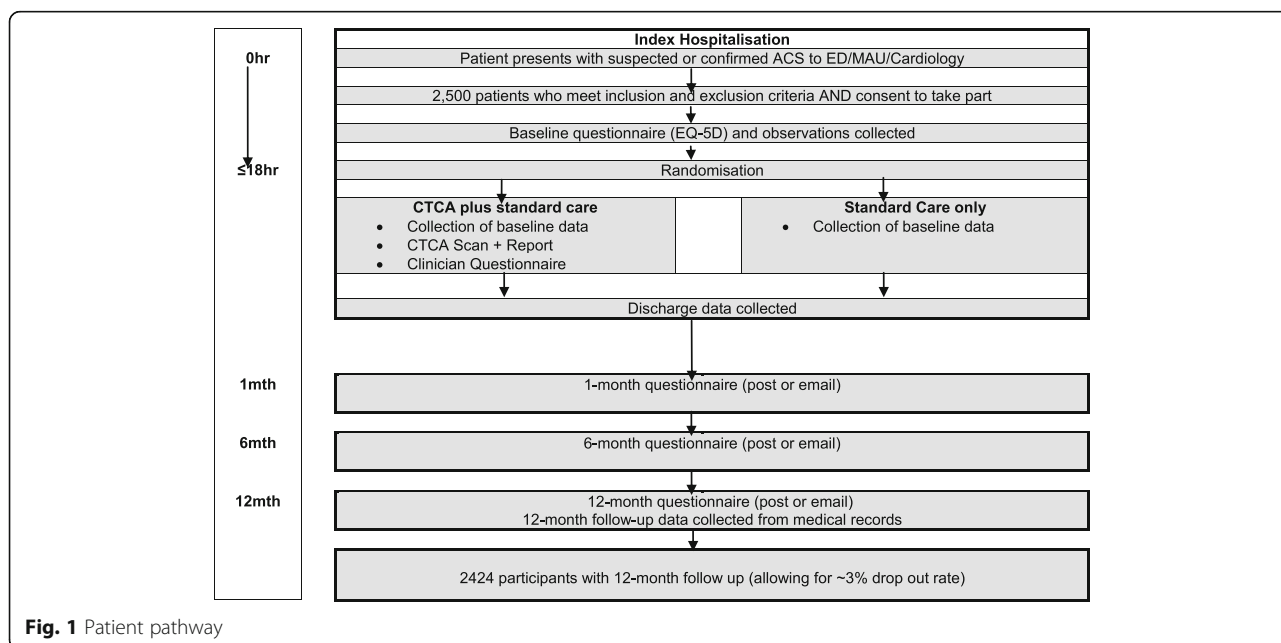 Index Hospitalisation
0hr
Patient presents with suspected or confirmed ACS to ED/MAU/Cardiology
2,500 patients who meet inclusion and exclusion criteria AND consent to take part
Baseline questionnaire (EQ-5D) and observations collected
≤18hr
Randomisation
CTCA plus standard care
• Collection of baseline data
• CTCA Scan + Report
• Clinician Questionnaire
Standard Care only
• Collection of baseline data
Discharge data collected
1mth
1-month questionnaire (post or email)
6mth
6-month questionnaire (post or email)
12mth
12-month questionnaire (post or email)
12-month follow-up data collected from medical records
2424 participants with 12-month follow up (allowing for ~3% drop out rate)
Fig. 1 Patient pathway